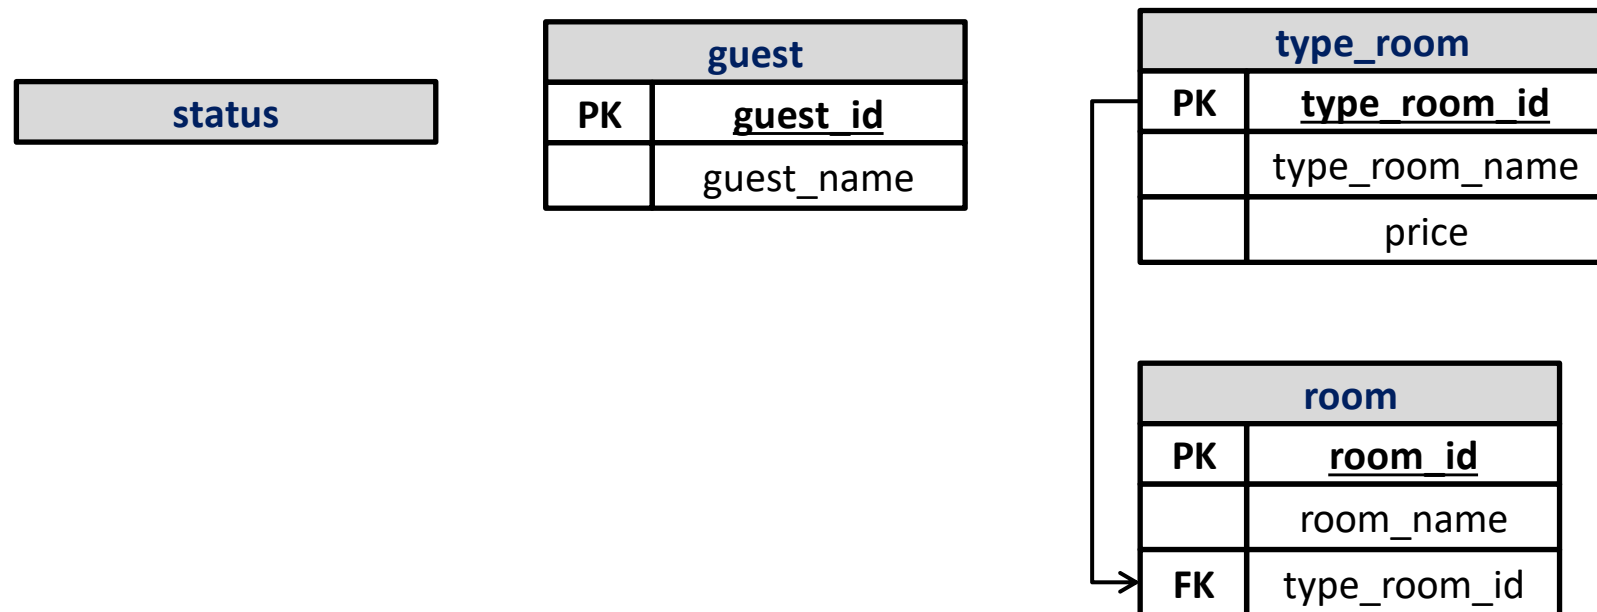 status
guest
PK guest_id
guest_name
type_room
PK type_room_id
type_room_name
price
room
PK room_id
room_name
FK type_room_id